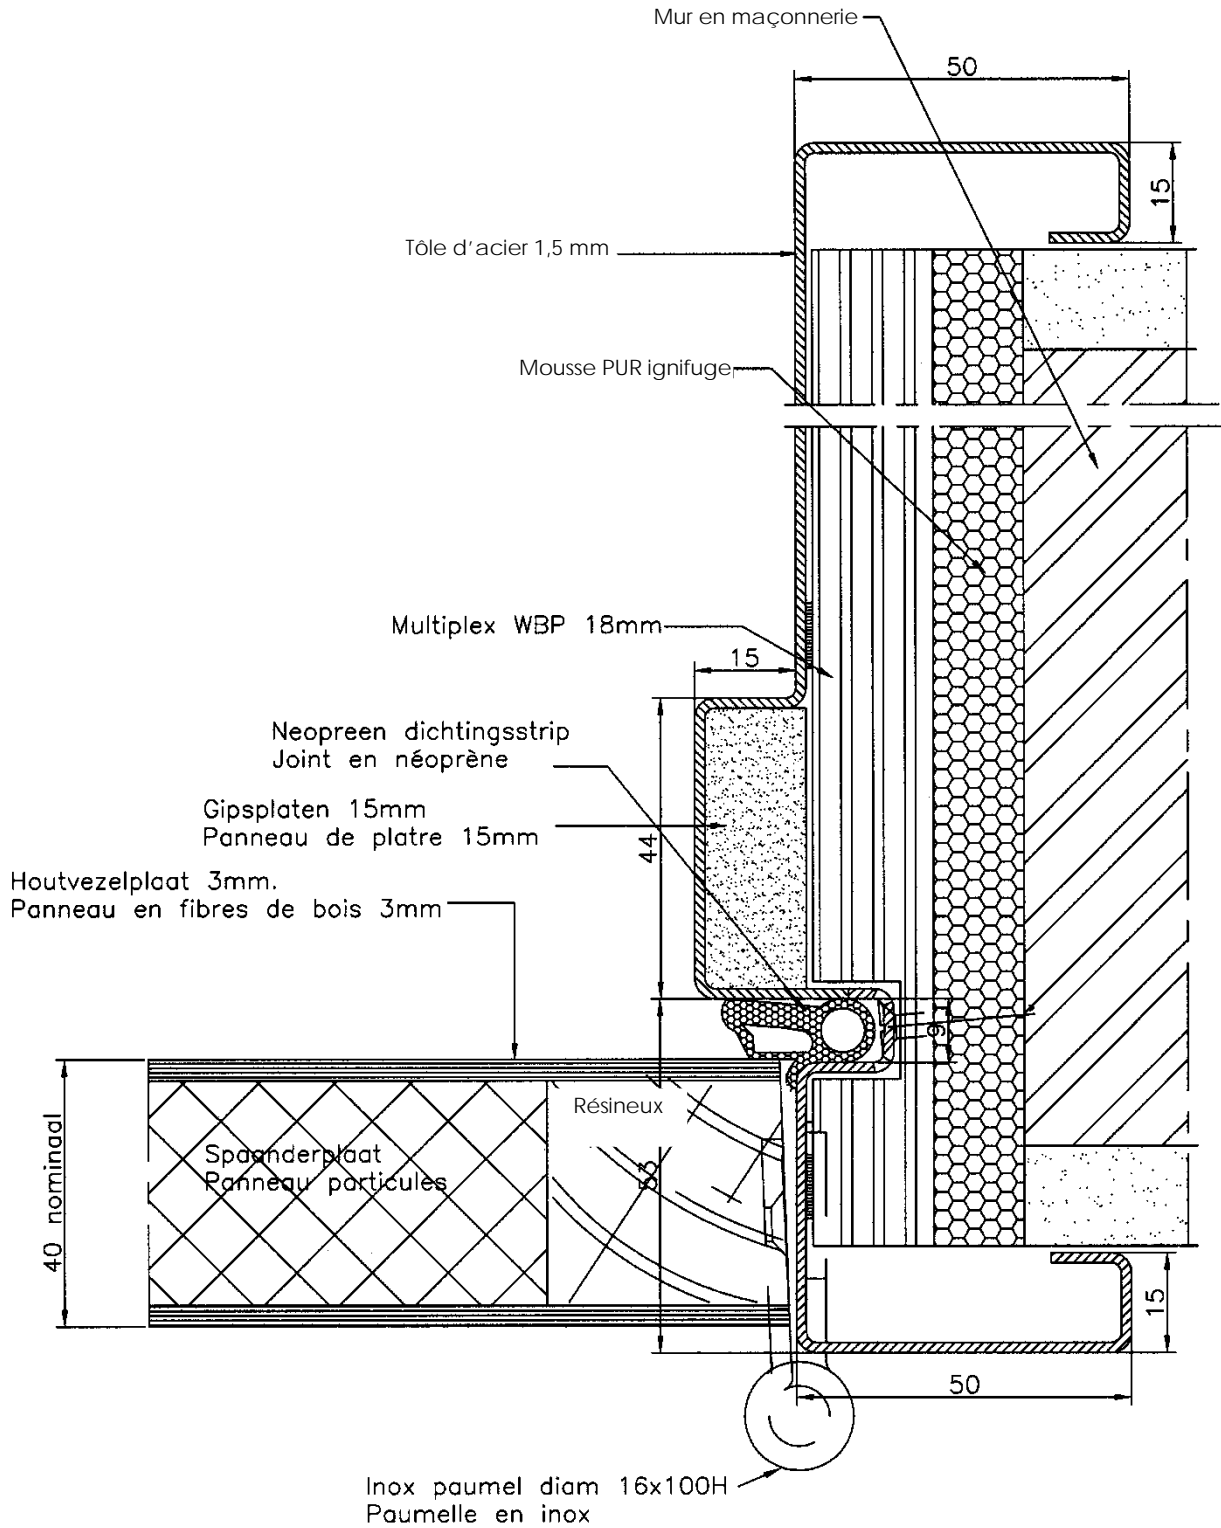 Mur en maçonnerie
50
15
Tôle d'acier 1,5 mm
Mousse PUR ignifuge
Multiplex WBP 18mm
15
Neopreen dichtingsstrip
Joint en néoprène
Gipsplaten 15mm
Panneau de platre 15mm
44
Houtvezelplaat 3mm.
Panneau en fibres de bois 3mm
9
Résineux
40 nominaal
Spaanderplaat
Panneau particules
53
15
50
Inox paumel diam 16x100H
Paumelle en inox